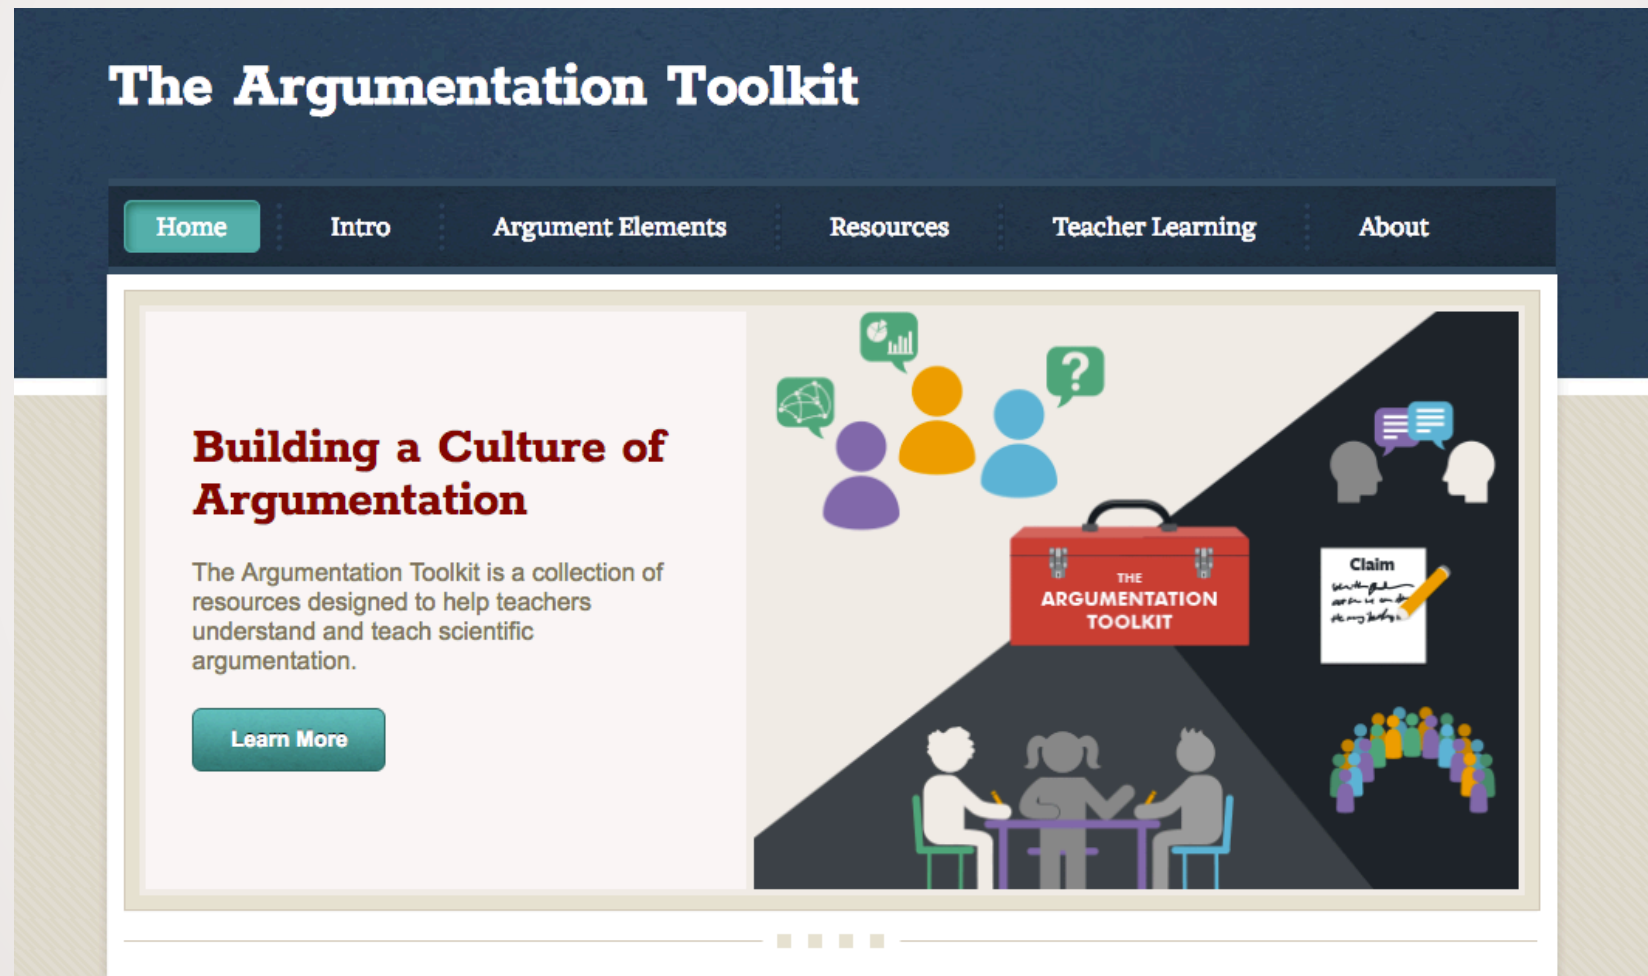 The Argumentation Toolkit
Home Intro Argument Elements Resources Teacher Learning About
Building a Culture of
Argumentation
The Argumentation Toolkit is a collection of
resources designed to help teachers
understand and teach scientific
argumentation.
Learn More
?
THE
ARGUMENTATION
TOOLKIT
Claim